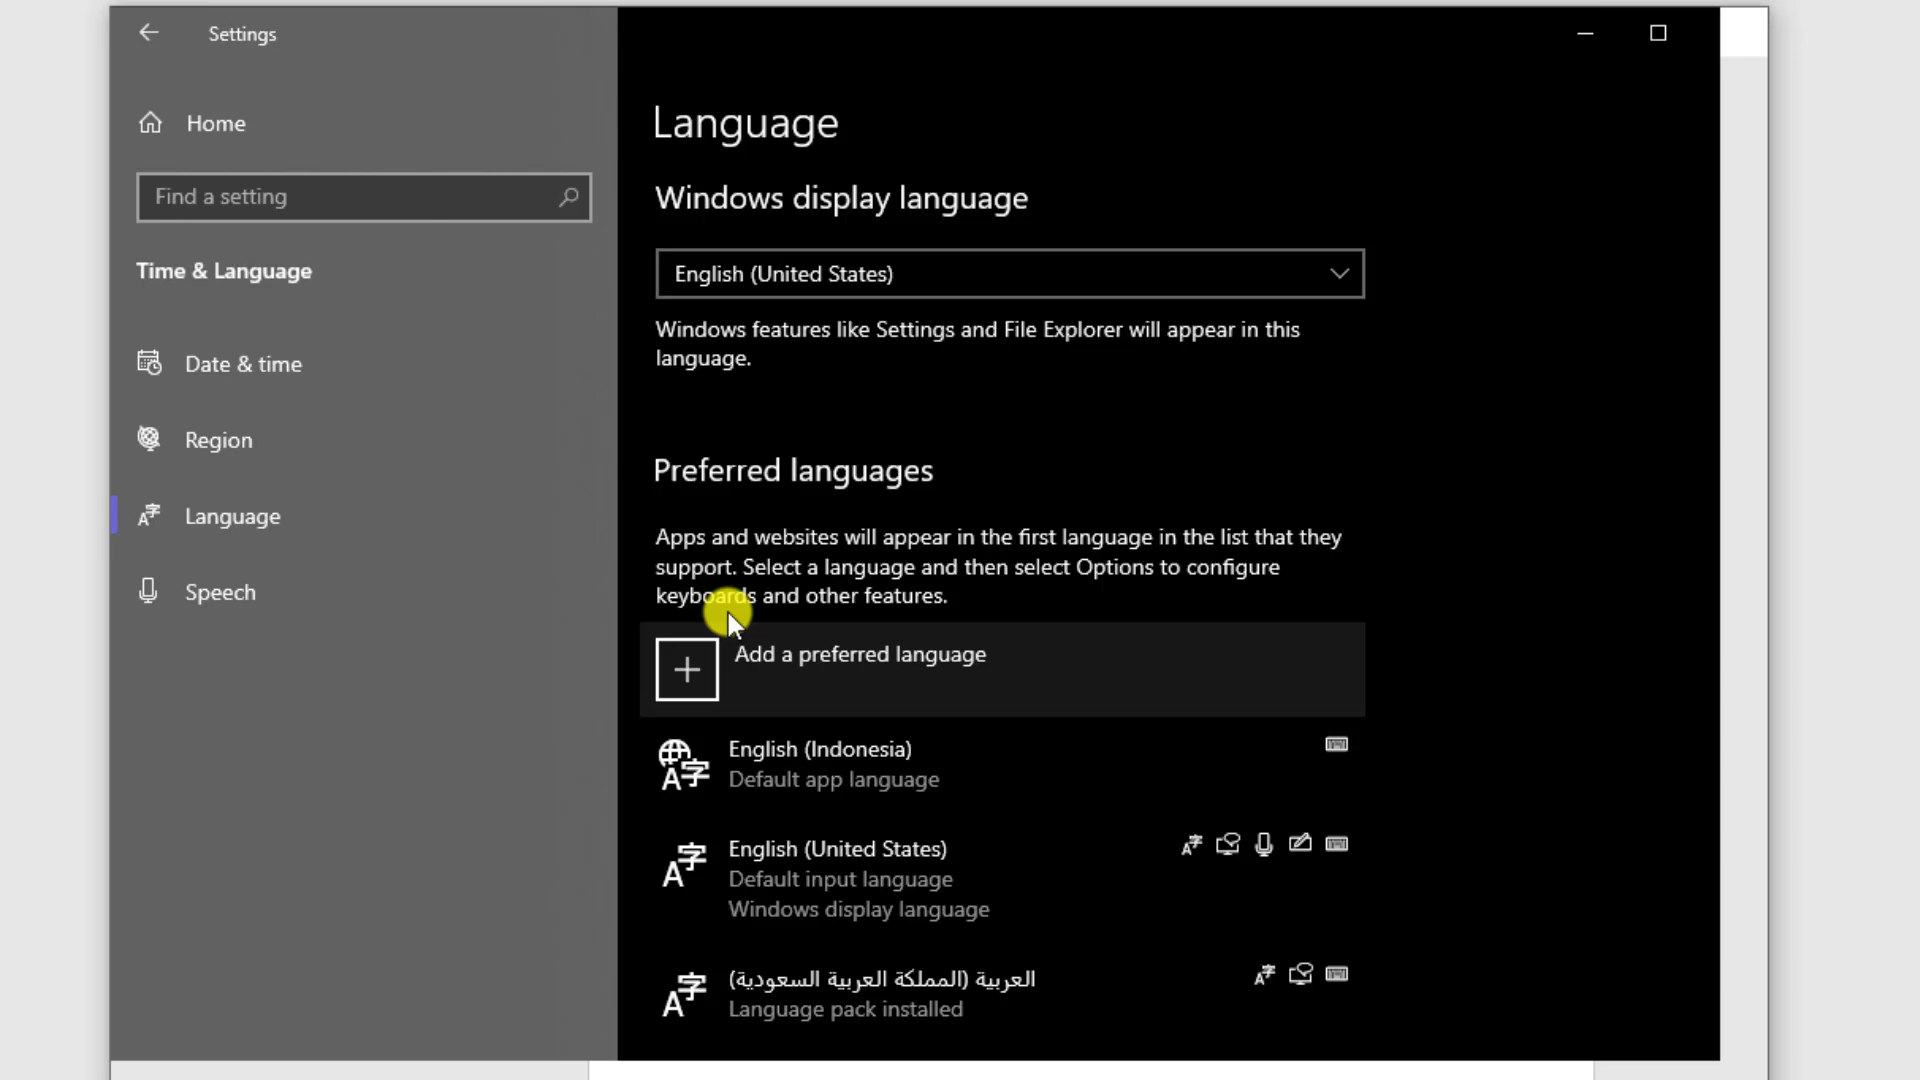 Settings
Home
Find a setting
Time & Language
Date & time
Region
Language
Speech
Language
Windows display language
English (United States)
Windows features like Settings and File Explorer will appear in this
language.
Preferred languages
Apps and websites will appear in the first language in the list that they
support. Select a language and then select Options to configure
keyboards and other features.
Add a preferred language
English (Indonesia)
Default app language
English (United States)
Default input language
Windows display language
العربية (المملكة العربية السعودية)
Language pack installed